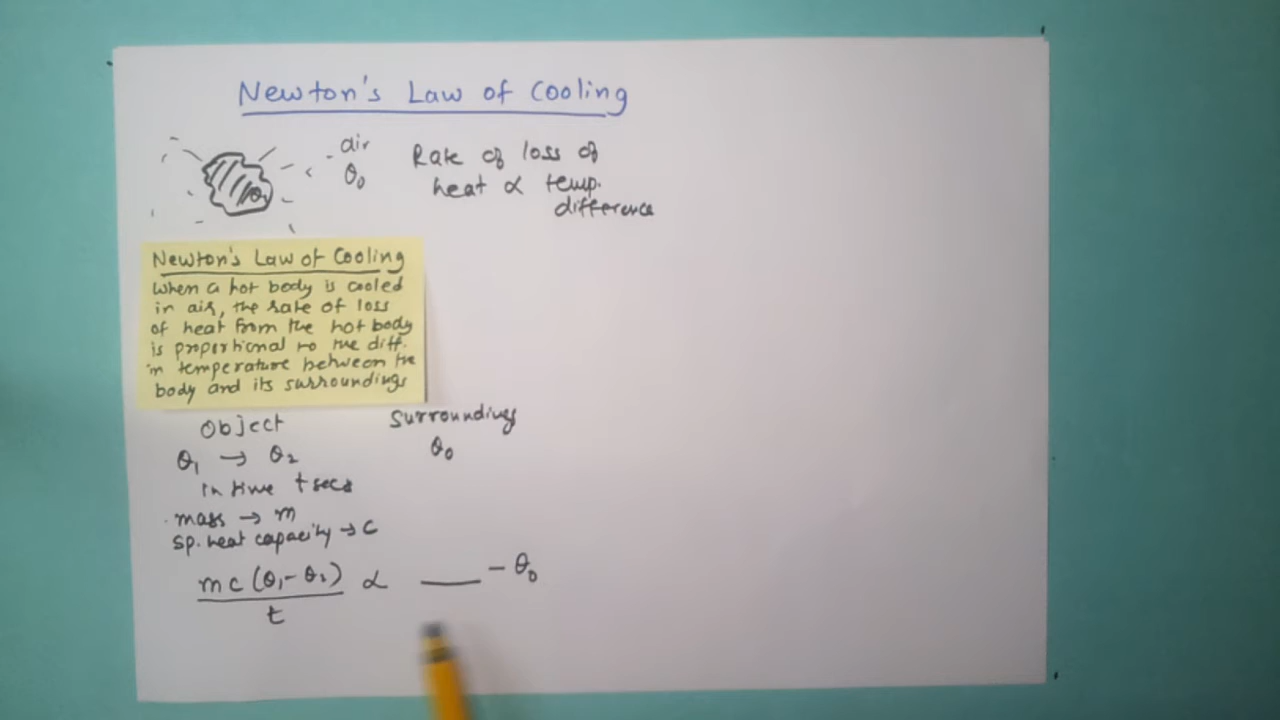 Newton's Law of Cooling
air
θ₀
θ₁
Rate of loss of
heat ∝ temp.
difference
Newton's Law of Cooling
When a hot body is cooled
in air, the rate of loss
of heat from the hot body
is proportional to the diff.
in temperature between the
body and its surroundings
Object
Surroundings
θ₁ → θ₂
θ₀
in time t secs
mass → m
sp. heat capacity → c
mc(θ₁-θ₂) ∝ ___ - θ₀
t